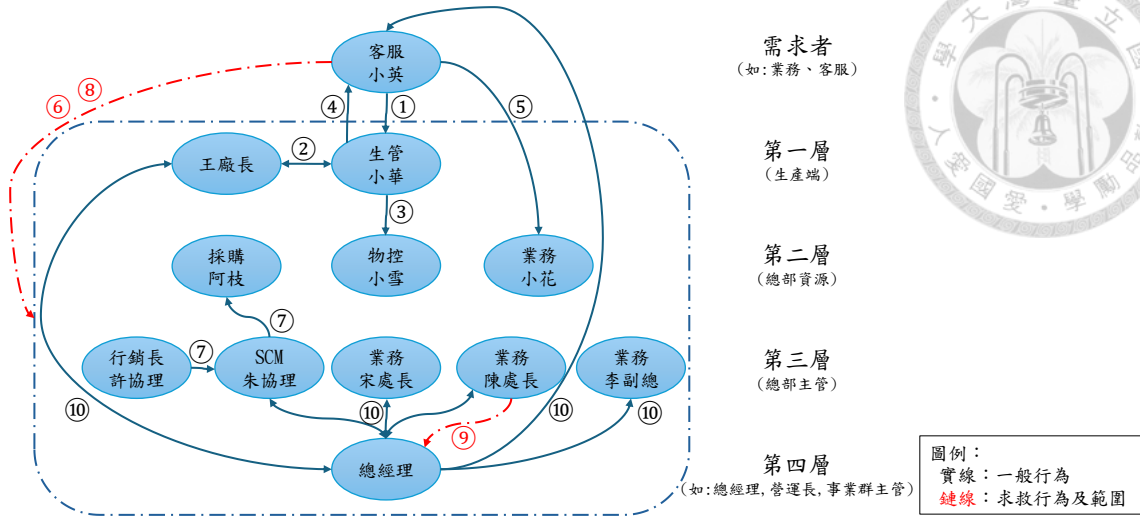 客服
小英
需求者
(如:業務、客服)
⑥
⑧
④
①
⑤
王廠長
②
生管
小華
第一層
(生產端)
③
採購
阿枝
物控
小雪
業務
小花
第二層
(總部資源)
⑦
行銷長
許協理
⑦
SCM
朱協理
業務
宋處長
業務
陳處長
業務
李副總
第三層
(總部主管)
⑩
⑩
⑨
⑩
⑩
總經理
第四層
(如:總經理,營運長,事業群主管)
圖例：
實線：一般行為
鏈線：求救行為及範圍